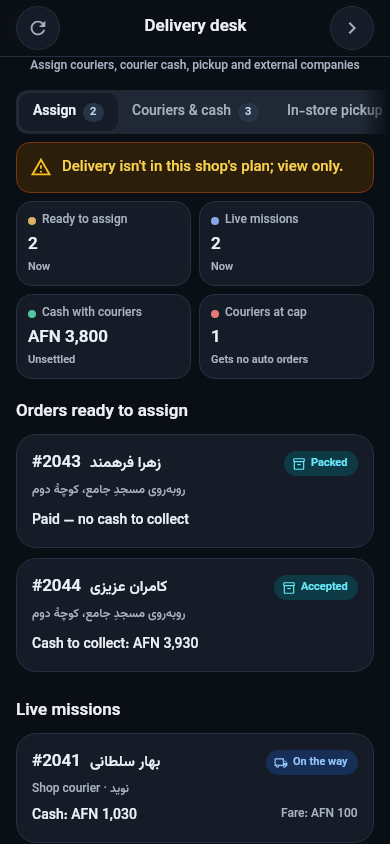 Delivery desk
Assign couriers, courier cash, pickup and external companies
Assign 2 Couriers & cash 3 In-store pickup
Delivery isn't in this shop's plan; view only.
Ready to assign
2
Now
Live missions
2
Now
Cash with couriers
AFN 3,800
Unsettled
Couriers at cap
1
Gets no auto orders
Orders ready to assign
#2043 زهرا فرهمند Packed
روبه‌روی مسجد جامع، کوچهٔ دوم
Paid — no cash to collect
#2044 کامران عزیزی Accepted
روبه‌روی مسجد جامع، کوچهٔ دوم
Cash to collect: AFN 3,930
Live missions
#2041 بهار سلطانی On the way
Shop courier · نوید
Cash: AFN 1,030 Fare: AFN 100